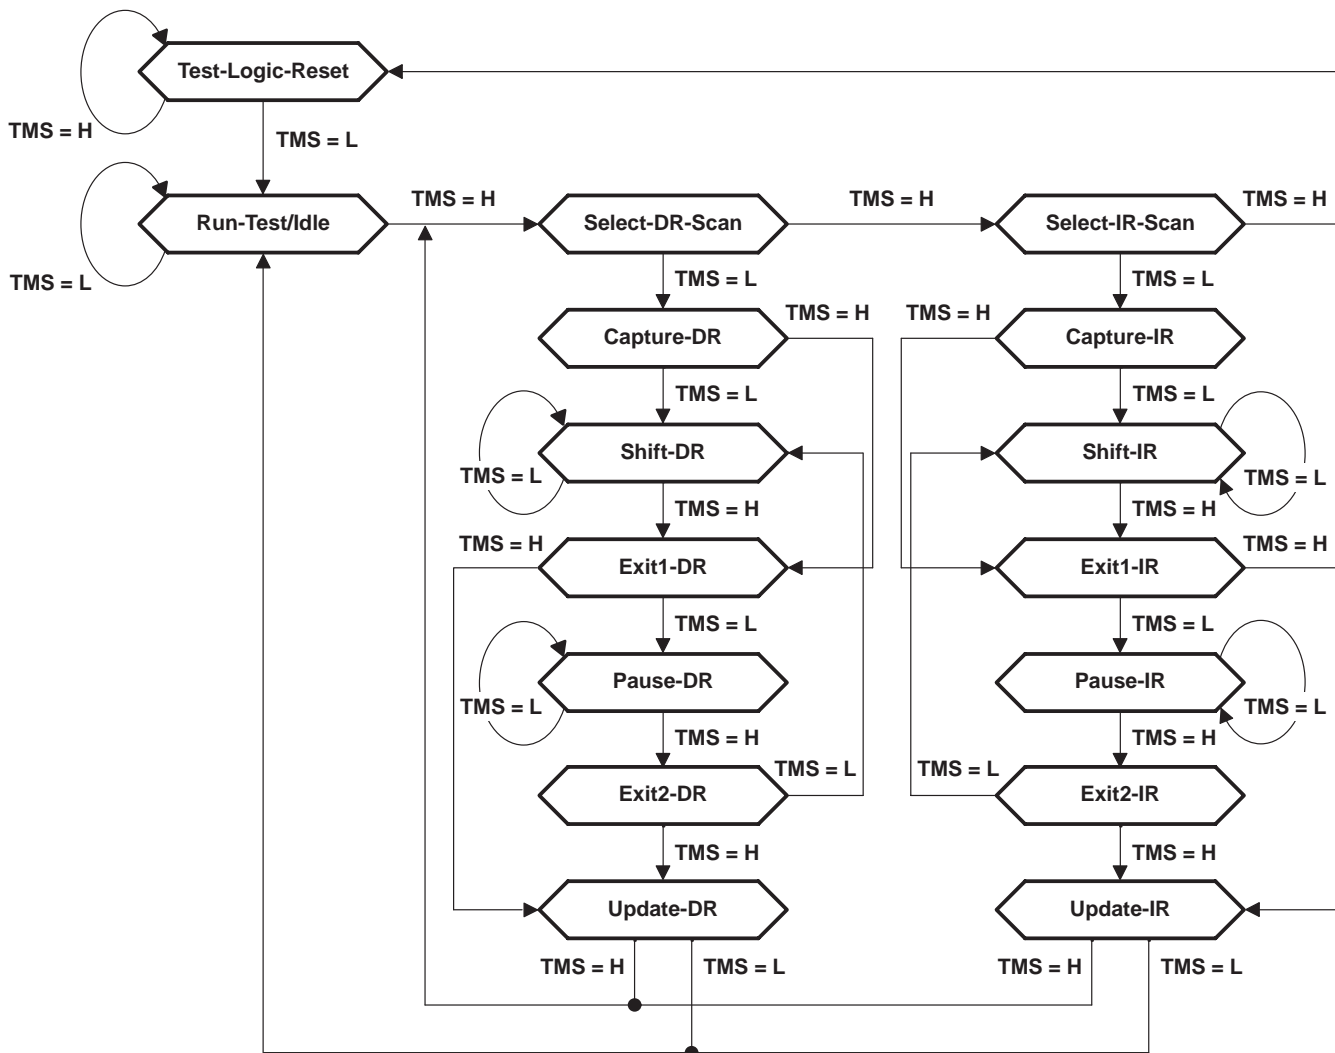 Test-Logic-Reset
TMS = H
TMS = L
TMS = H
TMS = H
TMS = H
Run-Test/Idle
Select-DR-Scan
Select-IR-Scan
TMS = L
TMS = L
TMS = L
TMS = H
TMS = H
Capture-DR
Capture-IR
TMS = L
TMS = L
Shift-DR
Shift-IR
TMS = L
TMS = L
TMS = H
TMS = H
TMS = H
TMS = H
Exit1-DR
Exit1-IR
TMS = L
TMS = L
Pause-DR
Pause-IR
TMS = L
TMS = L
TMS = H
TMS = H
TMS = L
TMS = L
Exit2-DR
Exit2-IR
TMS = H
TMS = H
Update-DR
Update-IR
TMS = H
TMS = L
TMS = H
TMS = L